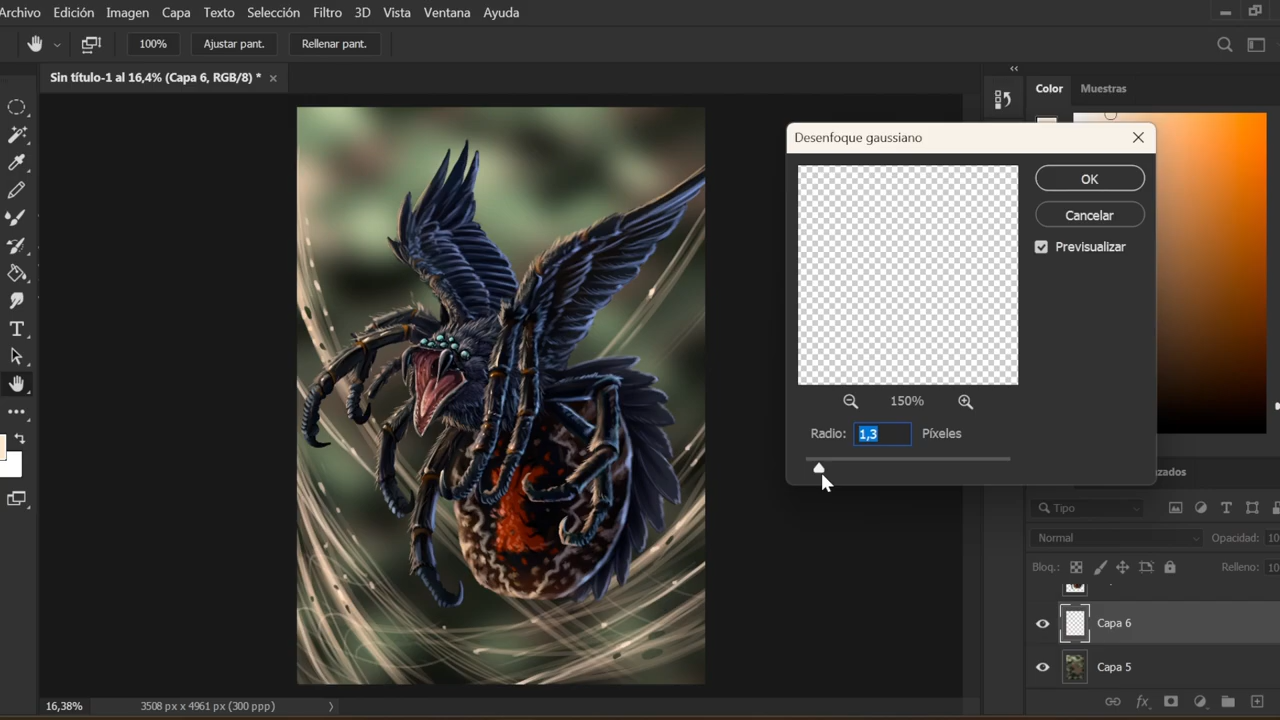 Archivo Edición Imagen Capa Texto Selección Filtro 3D Vista Ventana Ayuda
100% Ajustar pant. Rellenar pant.
Sin título-1 al 16,4% (Capa 6, RGB/8) *
Color Muestras
Desenfoque gaussiano
OK
Cancelar
Previsualizar
150%
Radio: 1,3 Píxeles
Tipo
Normal Opacidad: 10
Bloq.: Relleno: 10
Capa 6
Capa 5
16,38% 3508 px x 4961 px (300 ppp)